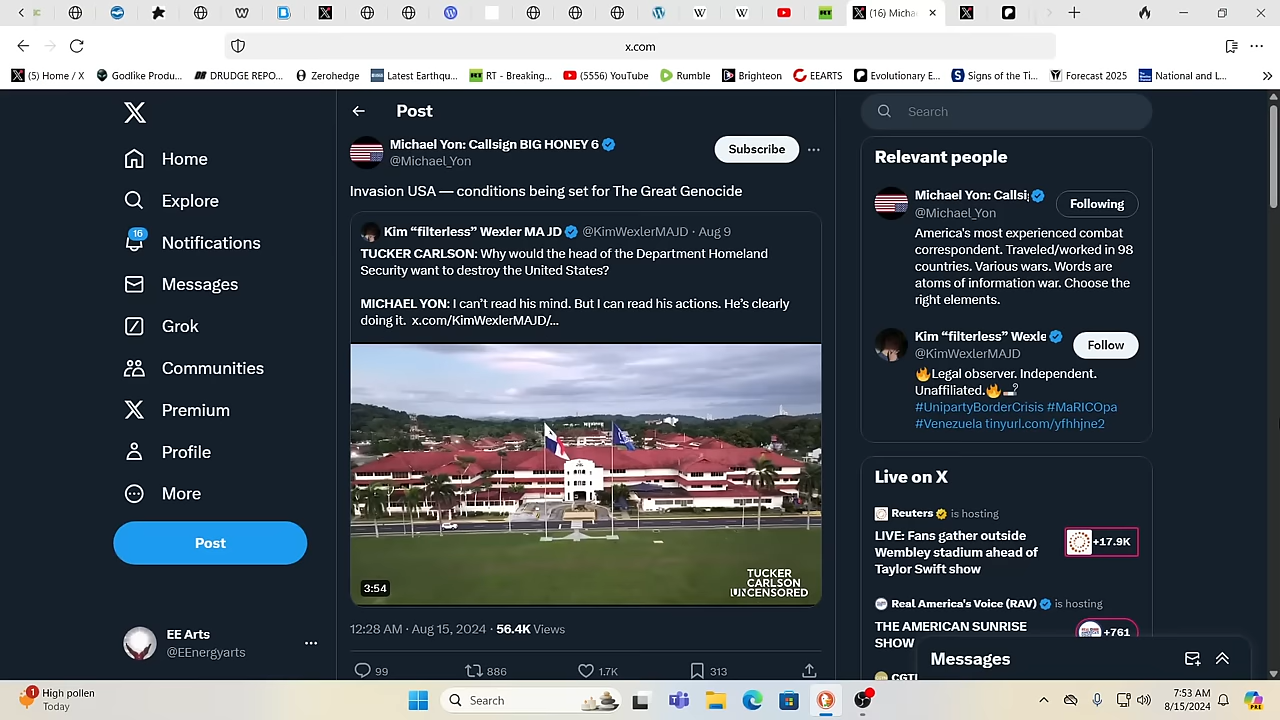 (16) Micha
x.com
(5) Home / X
Godlike Produ...
DRUDGE REPO...
Zerohedge
Latest Earthqu...
RT - Breaking...
(5556) YouTube
Rumble
Brighteon
EEARTS
Evolutionary E...
Signs of the Ti...
Forecast 2025
National and L...
Home
Explore
16
Notifications
Messages
Grok
Communities
Premium
Profile
More
Post
EE Arts
@EEnergyarts
Post
Michael Yon: Callsign BIG HONEY 6
@Michael_Yon
Subscribe
Invasion USA — conditions being set for The Great Genocide
Kim “filterless” Wexler MA JD @KimWexlerMAJD · Aug 9
TUCKER CARLSON: Why would the head of the Department Homeland
Security want to destroy the United States?
MICHAEL YON: I can’t read his mind. But I can read his actions. He’s clearly
doing it. x.com/KimWexlerMAJD/...
3:54
TUCKER
CARLSON
UNCENSORED
12:28 AM · Aug 15, 2024 · 56.4K Views
99
886
1.7K
313
Search
Relevant people
Michael Yon: Callsi
@Michael_Yon
Following
America's most experienced combat
correspondent. Traveled/worked in 98
countries. Various wars. Words are
atoms of information war. Choose the
right elements.
Kim “filterless” Wexle
@KimWexlerMAJD
Follow
🔥Legal observer. Independent.
Unaffiliated.🔥
#UnipartyBorderCrisis #MaRICOpa
#Venezuela tinyurl.com/yfhhjne2
Live on X
Reuters is hosting
LIVE: Fans gather outside
Wembley stadium ahead of
Taylor Swift show
+17.9K
Real America's Voice (RAV) is hosting
THE AMERICAN SUNRISE
SHOW
+761
CGT
Messages
1
High pollen
Today
Search
7:53 AM
8/15/2024